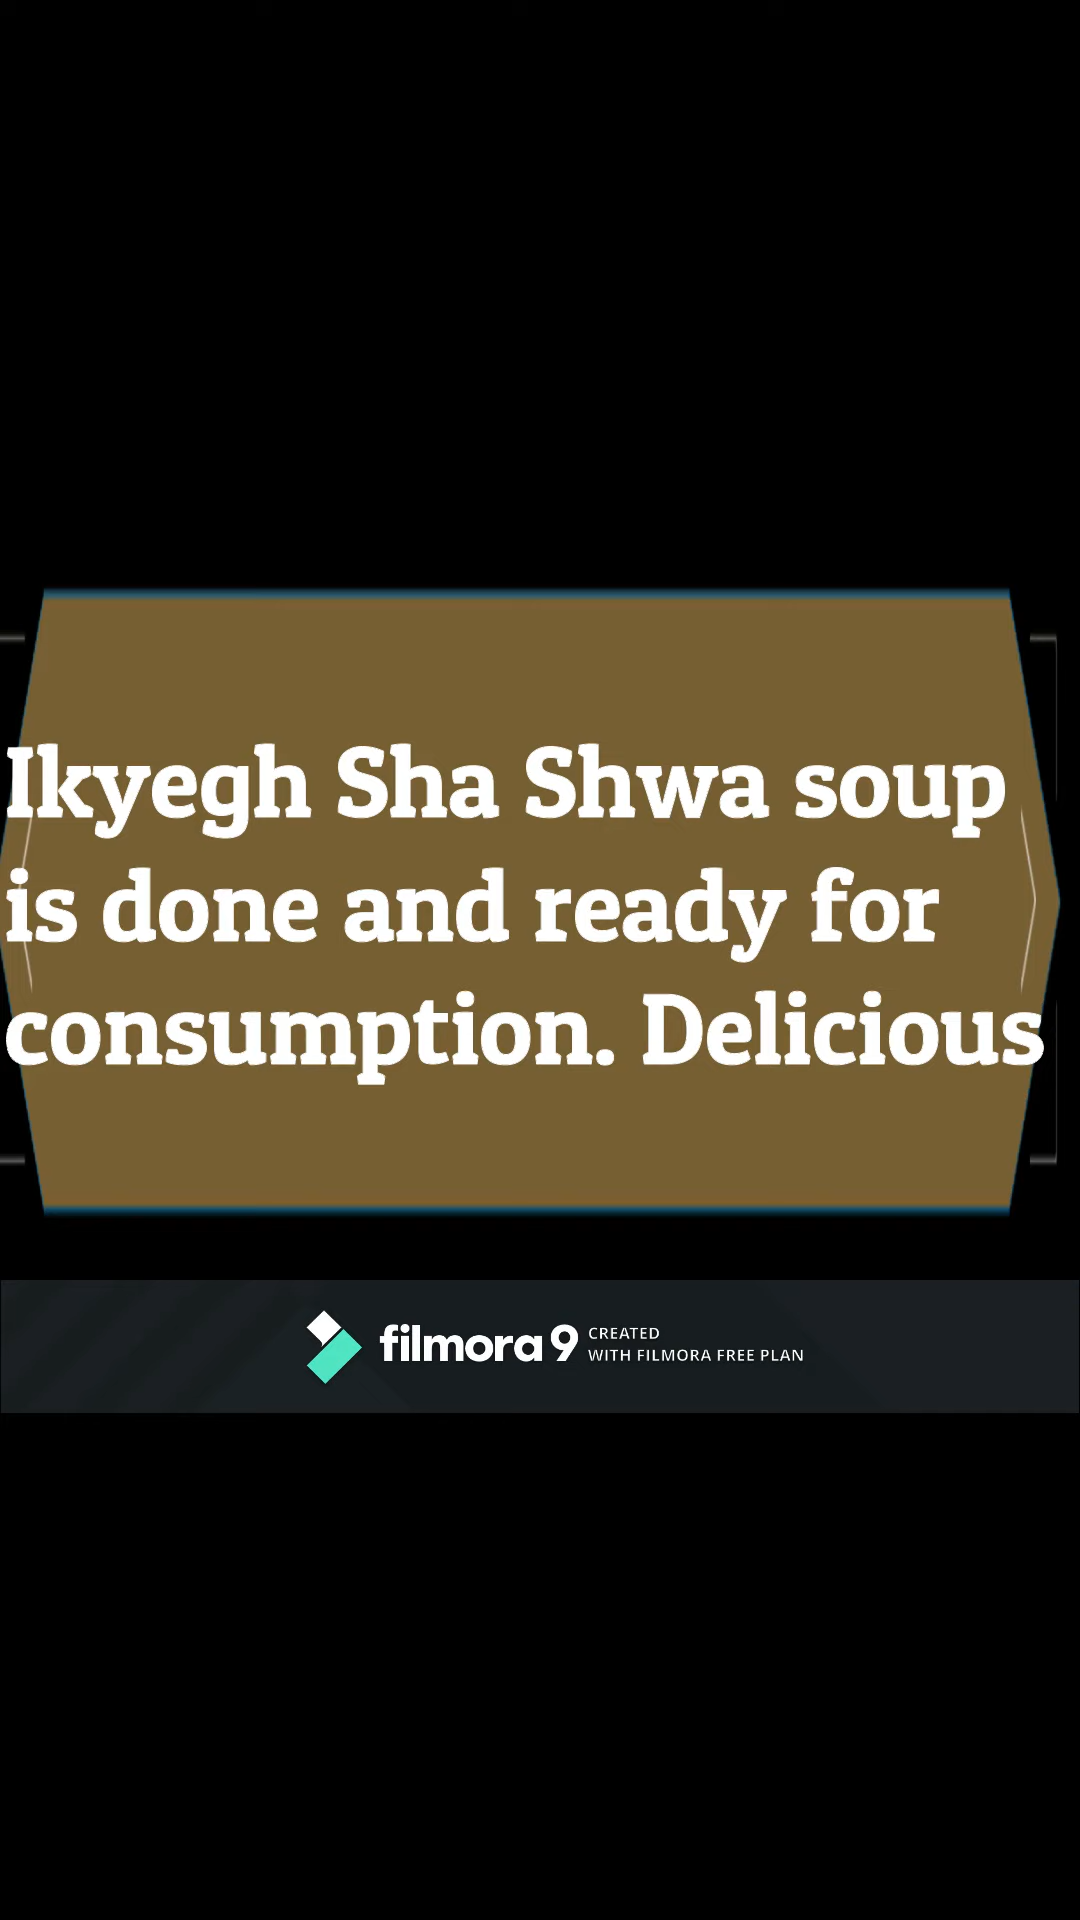 Ikyegh Sha Shwa soup
is done and ready for
consumption. Delicious
filmora 9 CREATED
WITH FILMORA FREE PLAN